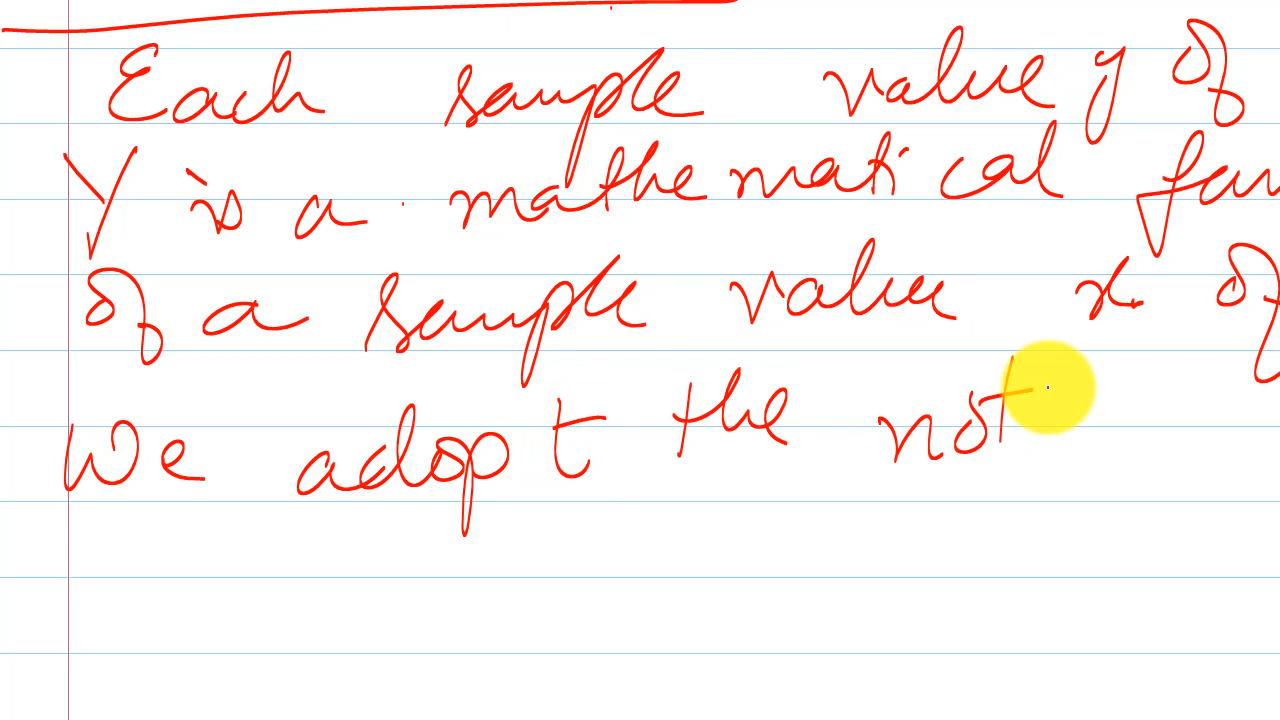 Each sample value y of
Y is a mathematical fun
of a sample value x of
We adopt the not